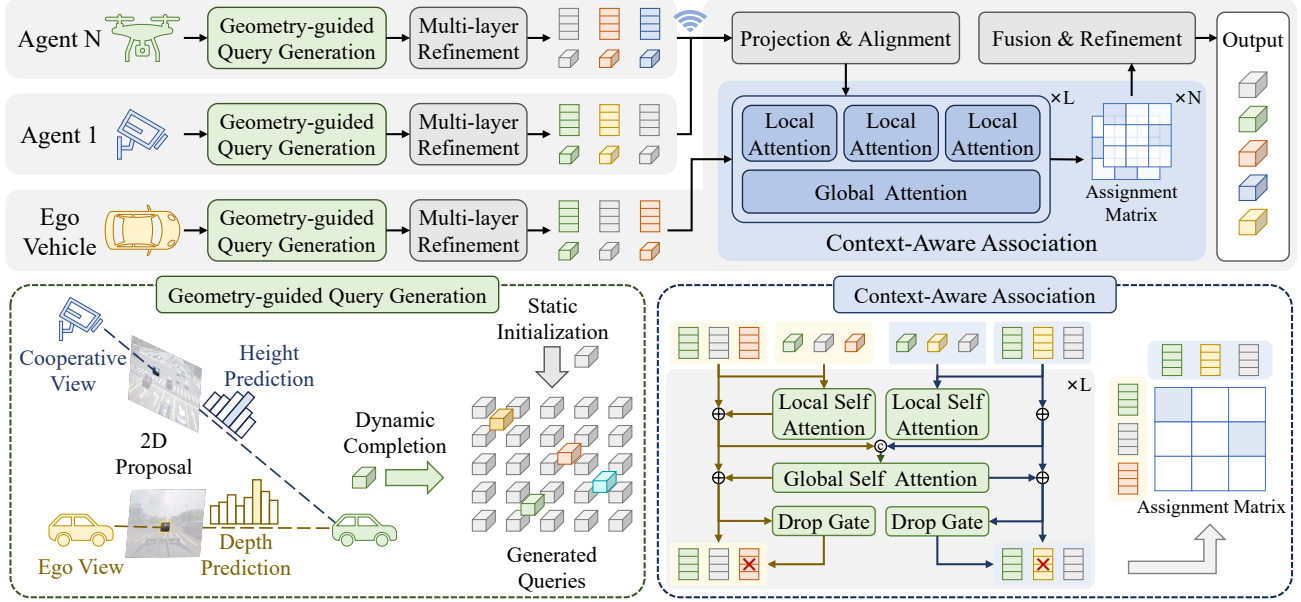 Agent N
Geometry-guided
Query Generation
Multi-layer
Refinement
Projection & Alignment
Fusion & Refinement
Output
Agent 1
Geometry-guided
Query Generation
Multi-layer
Refinement
×L
Local
Attention
Local
Attention
Local
Attention
Global Attention
×N
Assignment
Matrix
Context-Aware Association
Ego
Vehicle
Geometry-guided
Query Generation
Multi-layer
Refinement
Geometry-guided Query Generation
Cooperative
View
Height
Prediction
2D
Proposal
Ego View
Depth
Prediction
Dynamic
Completion
Static
Initialization
Generated
Queries
Context-Aware Association
×L
Local Self
Attention
Local Self
Attention
C
Global Self Attention
Drop Gate
Drop Gate
Assignment Matrix